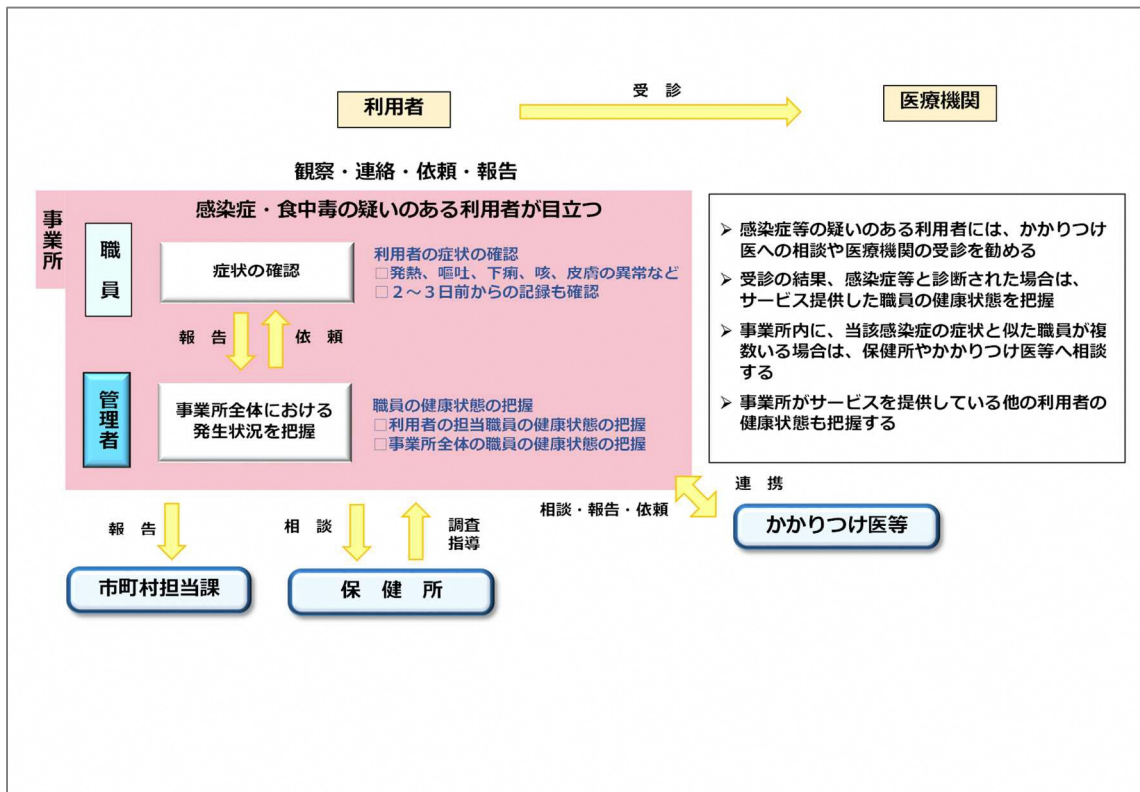 利用者
受 診
医療機関
観察・連絡・依頼・報告
事業所
感染症・食中毒の疑いのある利用者が目立つ
職員
症状の確認
利用者の症状の確認
□発熱、嘔吐、下痢、咳、皮膚の異常など
□２～３日前からの記録も確認
報 告
依 頼
管理者
事業所全体における
発生状況を把握
職員の健康状態の把握
□利用者の担当職員の健康状態の把握
□事業所全体の職員の健康状態の把握
➢ 感染症等の疑いのある利用者には、かかりつけ
医への相談や医療機関の受診を勧める
➢ 受診の結果、感染症等と診断された場合は、
サービス提供した職員の健康状態を把握
➢ 事業所内に、当該感染症の症状と似た職員が複
数いる場合は、保健所やかかりつけ医等へ相談
する
➢ 事業所がサービスを提供している他の利用者の
健康状態も把握する
報 告
相 談
調査
指導
相談・報告・依頼
連 携
かかりつけ医等
市町村担当課
保 健 所